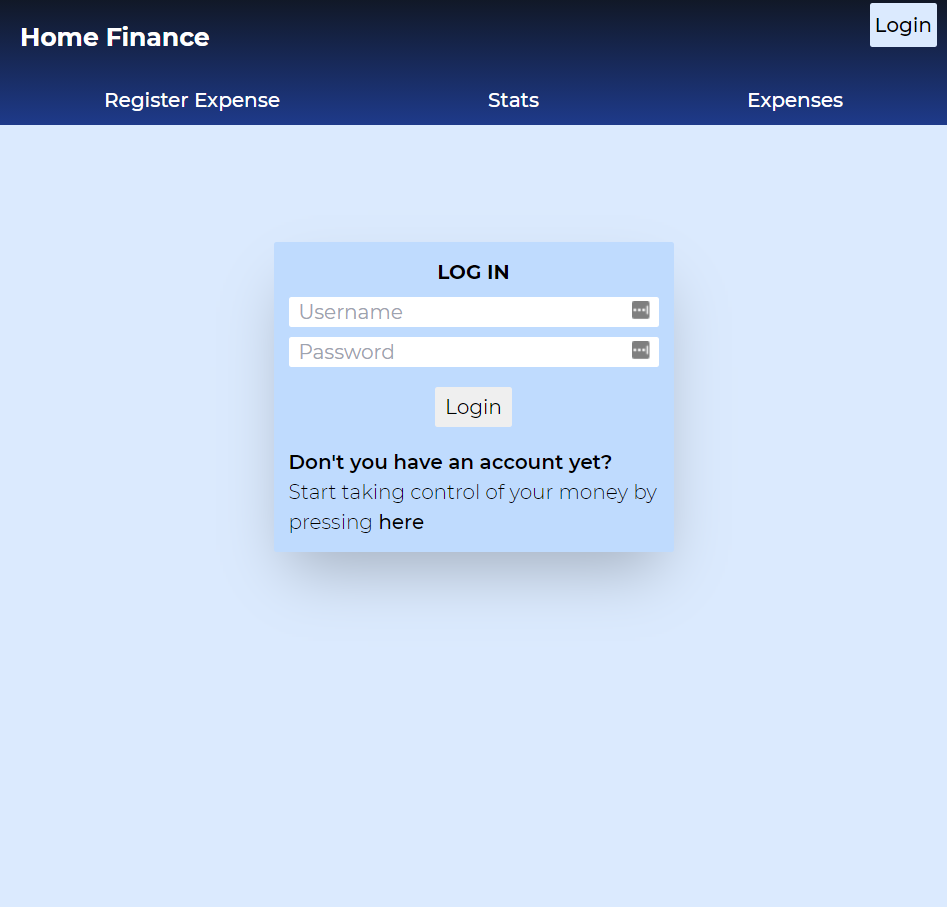 Home Finance
Login
Register Expense
Stats
Expenses
LOG IN
Username
Password
Login
Don't you have an account yet?
Start taking control of your money by
pressing here